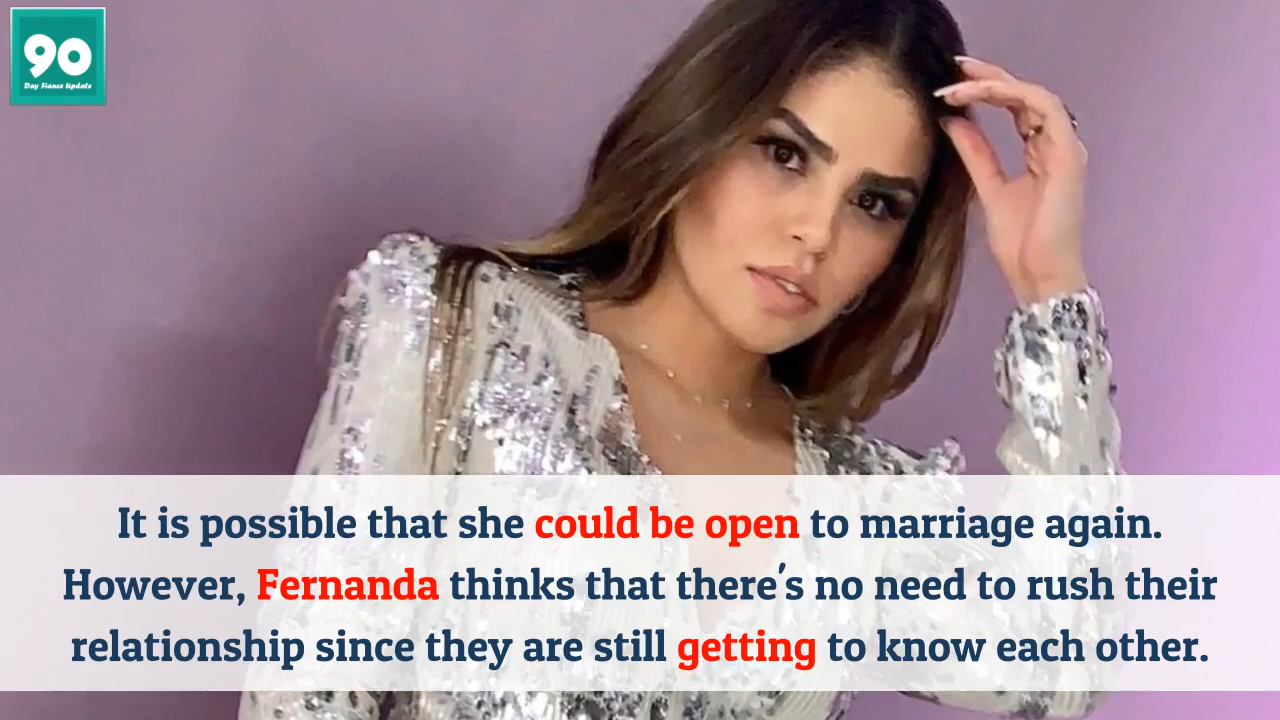 90
Day Fiance Update
It is possible that she could be open to marriage again.
However, Fernanda thinks that there's no need to rush their
relationship since they are still getting to know each other.